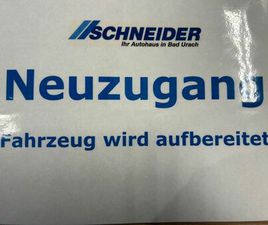 SCHNEIDER
Ihr Autohaus in Bad Urach
Neuzugang
Fahrzeug wird aufbereitet